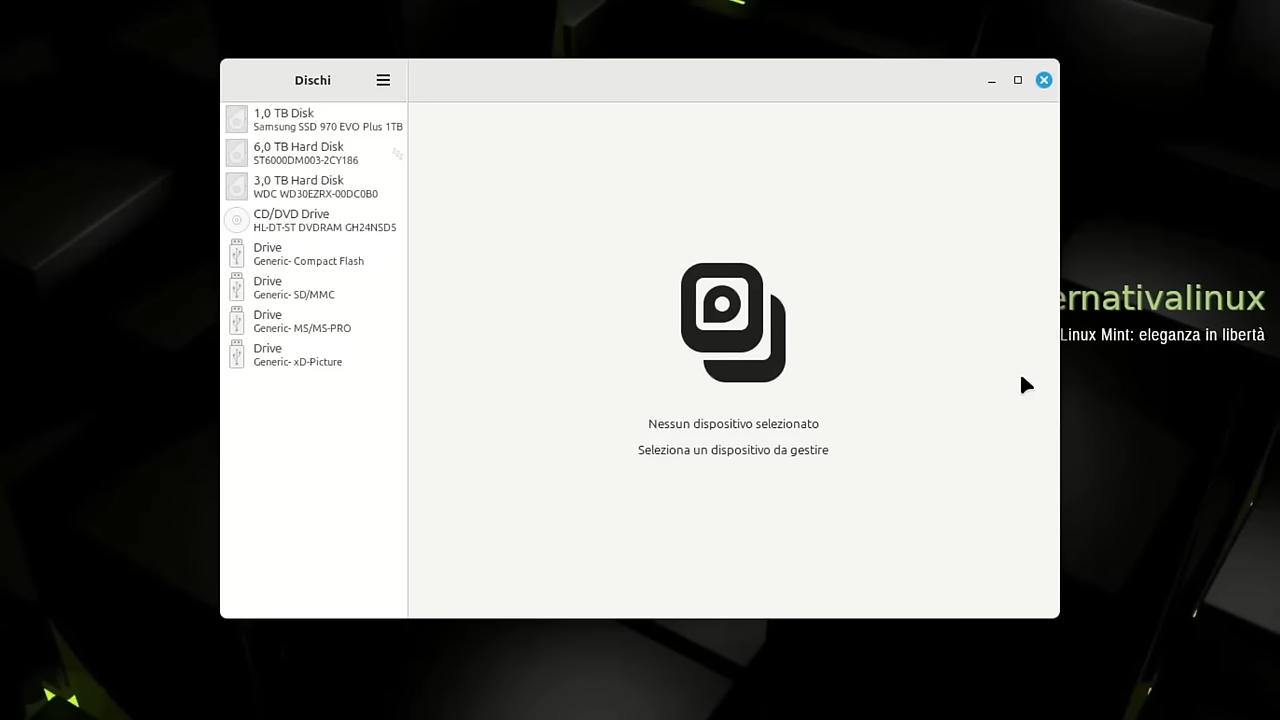 Dischi
1,0 TB Disk
Samsung SSD 970 EVO Plus 1TB
6,0 TB Hard Disk
ST6000DM003-2CY186
3,0 TB Hard Disk
WDC WD30EZRX-00DC0B0
CD/DVD Drive
HL-DT-ST DVDRAM GH24NSD5
Drive
Generic- Compact Flash
Drive
Generic- SD/MMC
Drive
Generic- MS/MS-PRO
Drive
Generic- xD-Picture
Nessun dispositivo selezionato
Seleziona un dispositivo da gestire
ernativalinux
Linux Mint: eleganza in libertà